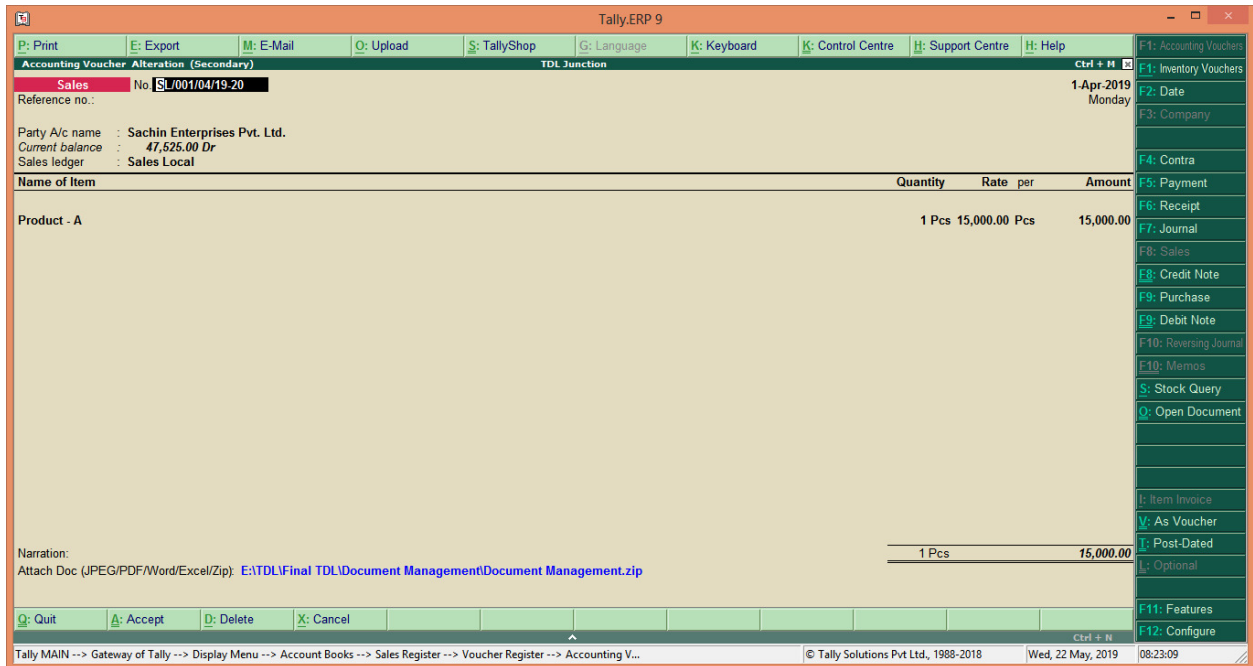 Tally.ERP 9
P: Print E: Export M: E-Mail O: Upload S: TallyShop G: Language K: Keyboard K: Control Centre H: Support Centre H: Help
Accounting Voucher Alteration (Secondary) TDL Junction Ctrl + M
Sales No. SL/001/04/19-20 1-Apr-2019
Reference no.: Monday
Party A/c name : Sachin Enterprises Pvt. Ltd.
Current balance : 47,525.00 Dr
Sales ledger : Sales Local
Name of Item Quantity Rate per Amount
Product - A 1 Pcs 15,000.00 Pcs 15,000.00
Narration: 1 Pcs 15,000.00
Attach Doc (JPEG/PDF/Word/Excel/Zip): E:\TDL\Final TDL\Document Management\Document Management.zip
F1: Accounting Vouchers
F1: Inventory Vouchers
F2: Date
F3: Company
F4: Contra
F5: Payment
F6: Receipt
F7: Journal
F8: Sales
F8: Credit Note
F9: Purchase
F9: Debit Note
F10: Reversing Journal
F10: Memos
S: Stock Query
O: Open Document
I: Item Invoice
V: As Voucher
T: Post-Dated
L: Optional
F11: Features
F12: Configure
Q: Quit A: Accept D: Delete X: Cancel
Ctrl + N
Tally MAIN --> Gateway of Tally --> Display Menu --> Account Books --> Sales Register --> Voucher Register --> Accounting V... © Tally Solutions Pvt Ltd., 1988-2018 Wed, 22 May, 2019 08:23:09